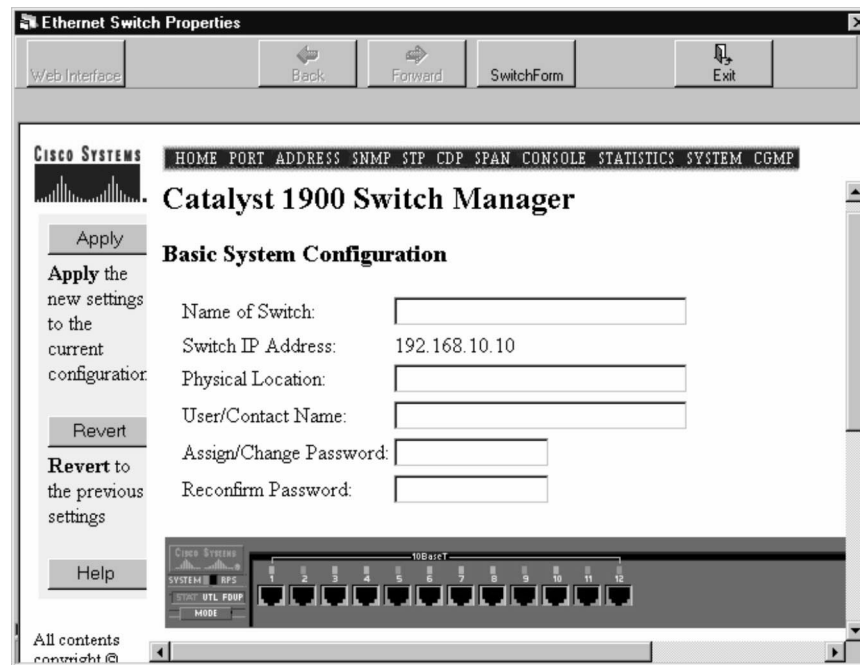 Ethernet Switch Properties
Web Interface
Back
Forward
SwitchForm
Exit
CISCO SYSTEMS
HOME PORT ADDRESS SNMP STP CDP SPAN CONSOLE STATISTICS SYSTEM CGMP
Catalyst 1900 Switch Manager
Apply
Apply the
new settings
to the
current
configuration
Revert
Revert to
the previous
settings
Help
All contents
copyright ©
Basic System Configuration
Name of Switch:
Switch IP Address: 192.168.10.10
Physical Location:
User/Contact Name:
Assign/Change Password:
Reconfirm Password:
CISCO SYSTEMS
10BaseT
SYSTEM RPS
1 2 3 4 5 6 7 8 9 10 11 12
STAT UTL FDUP
MODE